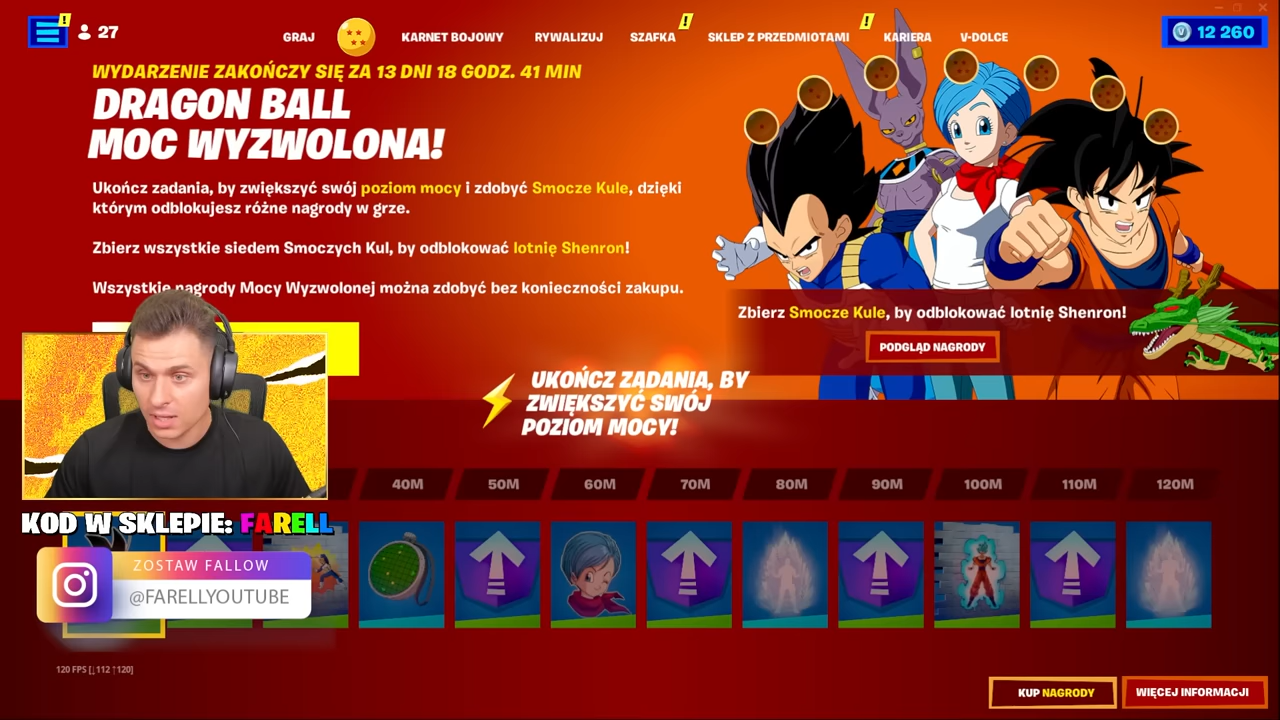 27
GRAJ
KARNET BOJOWY
RYWALIZUJ
SZAFKA
!
SKLEP Z PRZEDMIOTAMI
!
KARIERA
V-DOLCE
12 260
WYDARZENIE ZAKOŃCZY SIĘ ZA 13 DNI 18 GODZ. 41 MIN
DRAGON BALL
MOC WYZWOLONA!
Ukończ zadania, by zwiększyć swój poziom mocy i zdobyć Smocze Kule, dzięki
którym odblokujesz różne nagrody w grze.
Zbierz wszystkie siedem Smoczych Kul, by odblokować lotnię Shenron!
Wszystkie nagrody Mocy Wyzwolonej można zdobyć bez konieczności zakupu.
Zbierz Smocze Kule, by odblokować lotnię Shenron!
PODGLĄD NAGRODY
UKOŃCZ ZADANIA, BY
ZWIĘKSZYĆ SWÓJ
POZIOM MOCY!
40M
50M
60M
70M
80M
90M
100M
110M
120M
KOD W SKLEPIE: FARELL
ZOSTAW FALLOW
@FARELLYOUTUBE
120 FPS [↓112 ↑120]
KUP NAGRODY
WIĘCEJ INFORMACJI